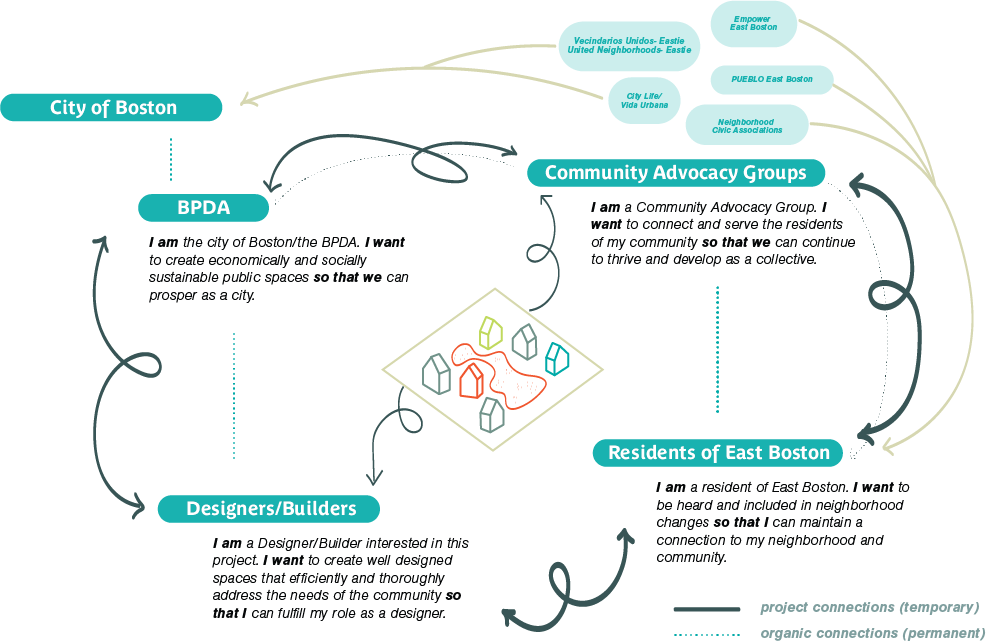 Empower
East Boston
Vecindarios Unidos- Eastie
United Neighborhoods- Eastie
PUEBLO East Boston
City Life/
Vida Urbana
Neighborhood
Civic Associations
City of Boston
Community Advocacy Groups
I am a Community Advocacy Group. I
want to connect and serve the residents
of my community so that we can continue
to thrive and develop as a collective.
BPDA
I am the city of Boston/the BPDA. I want
to create economically and socially
sustainable public spaces so that we can
prosper as a city.
Residents of East Boston
I am a resident of East Boston. I want to
be heard and included in neighborhood
changes so that I can maintain a
connection to my neighborhood and
community.
Designers/Builders
I am a Designer/Builder interested in this
project. I want to create well designed
spaces that efficiently and thoroughly
address the needs of the community so
that I can fulfill my role as a designer.
project connections (temporary)
organic connections (permanent)